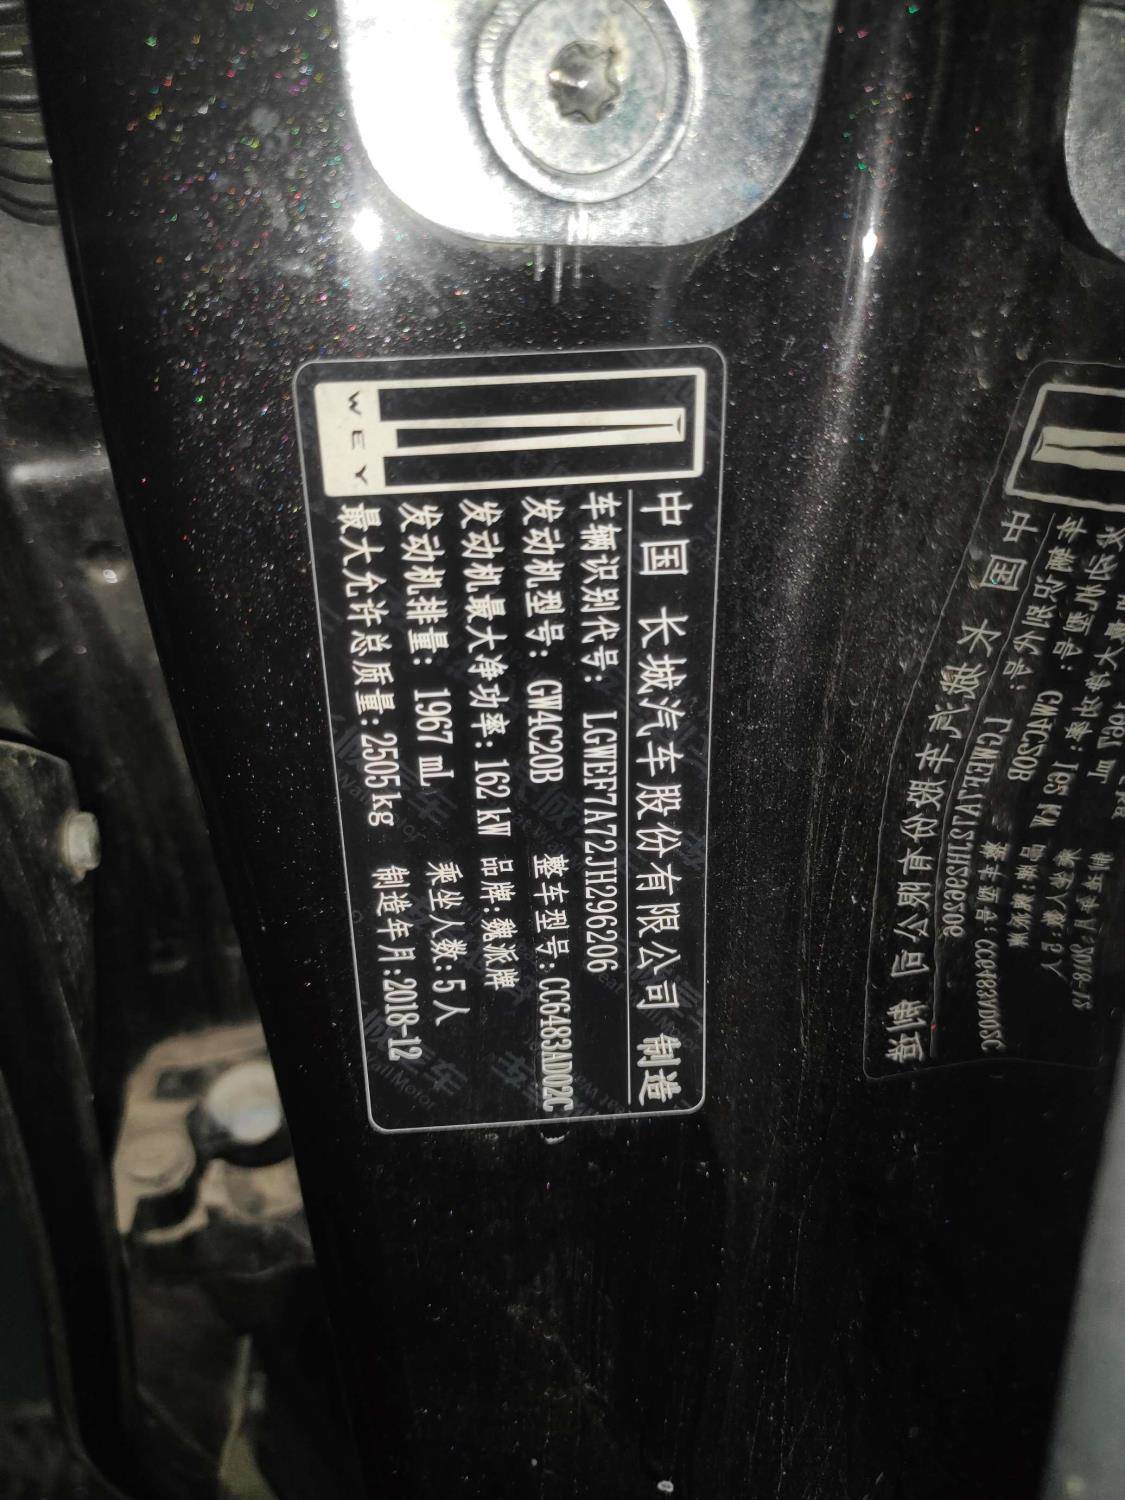 WEY
中国 长城汽车股份有限公司 制造
车辆识别代号: LGWEF7A72JH296206
发动机型号: GW4C20B 整车型号: CC6483AD02C
发动机最大净功率: 162 kW 品牌: 魏派牌
发动机排量: 1967 mL 乘坐人数: 5 人
最大允许总质量: 2505 kg 制造年月: 2018-12